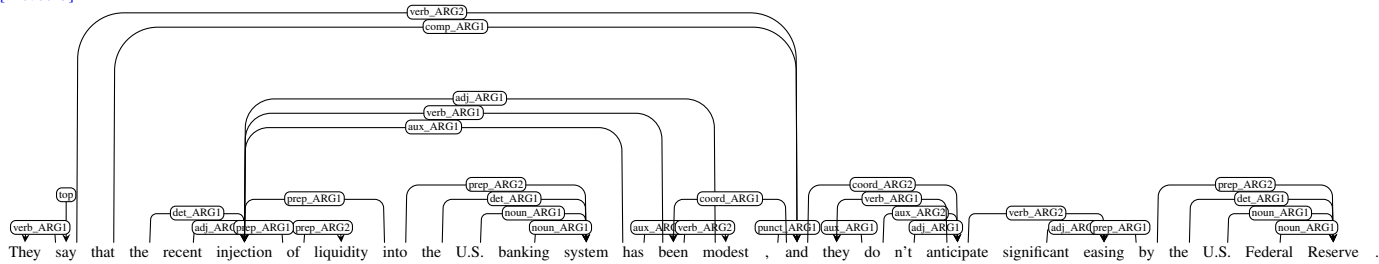 verb_ARG2
comp_ARG1
adj_ARG1
verb_ARG1
aux_ARG1
top prep_ARG2 coord_ARG2 prep_ARG2
prep_ARG1 det_ARG1 coord_ARG1 verb_ARG1 det_ARG1
det_ARG1 noun_ARG1 aux_ARG2 verb_ARG2 noun_ARG1
verb_ARG1 prep_ARG1 prep_ARG2 noun_ARG1 verb_ARG2 punct_ARG1 aux_ARG1 adj_ARG1 prep_ARG1 noun_ARG1
They say that the recent injection of liquidity into the U.S. banking system has been modest , and they do n't anticipate significant easing by the U.S. Federal Reserve .